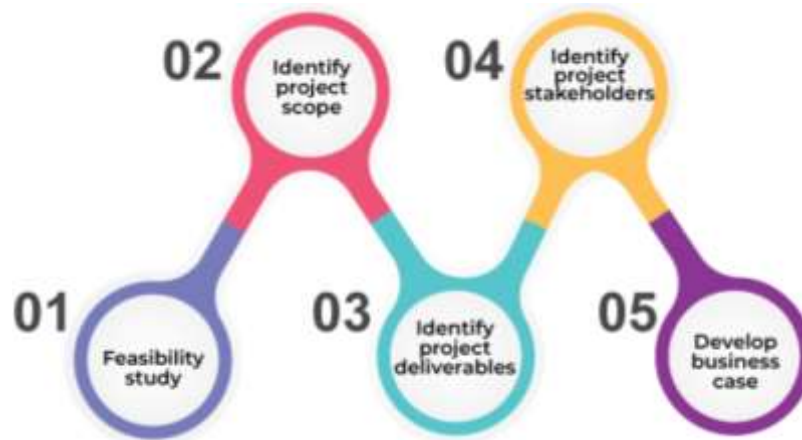 01
Feasibility
study
02
Identify
project
scope
03
Identify
project
deliverables
04
Identify
project
stakeholders
05
Develop
business
case